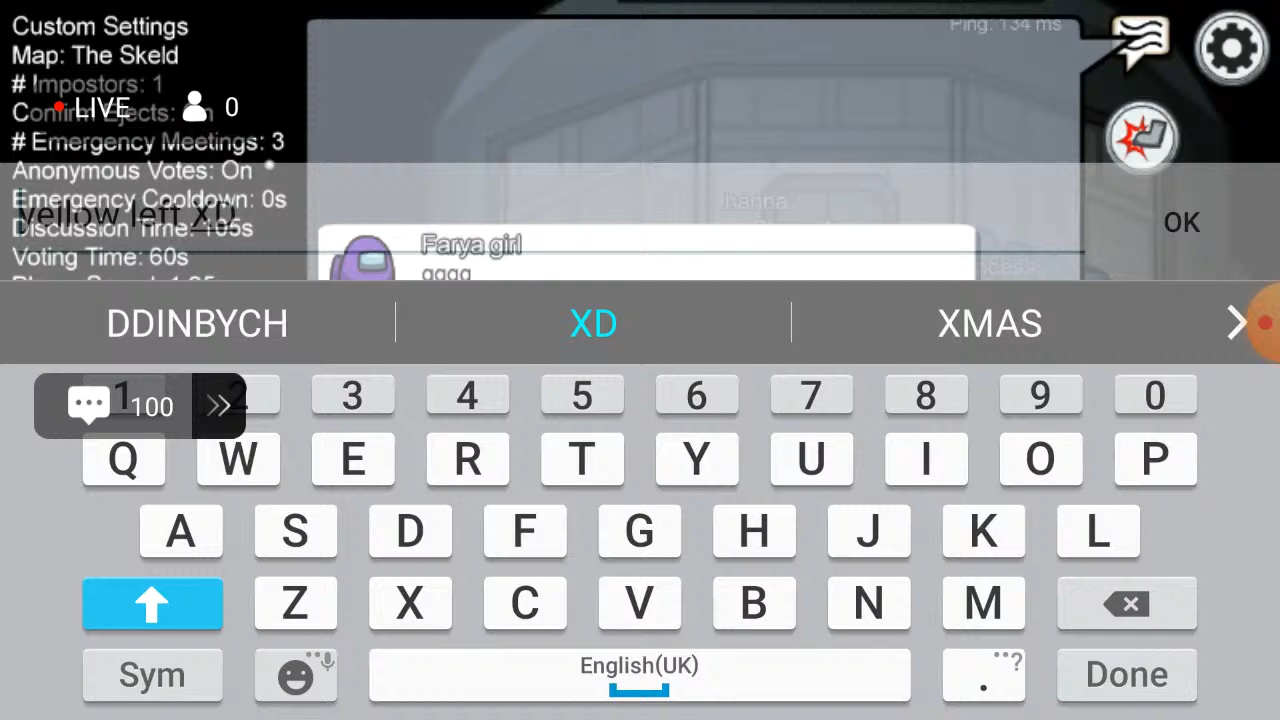 Custom Settings
Ping: 134 ms
Map: The Skeld
# Impostors: 1
LIVE 0
Confirm Ejects:
# Emergency Meetings: 3
Anonymous Votes: On *
Emergency Cooldown: 0s
yellow left XD
OK
Discussion Time: 105s
Voting Time: 60s
Farya girl
gggg
DDINBYCH XD XMAS
1 2 3 4 5 6 7 8 9 0
100
Q W E R T Y U I O P
A S D F G H J K L
Z X C V B N M
Sym English(UK) . ? Done